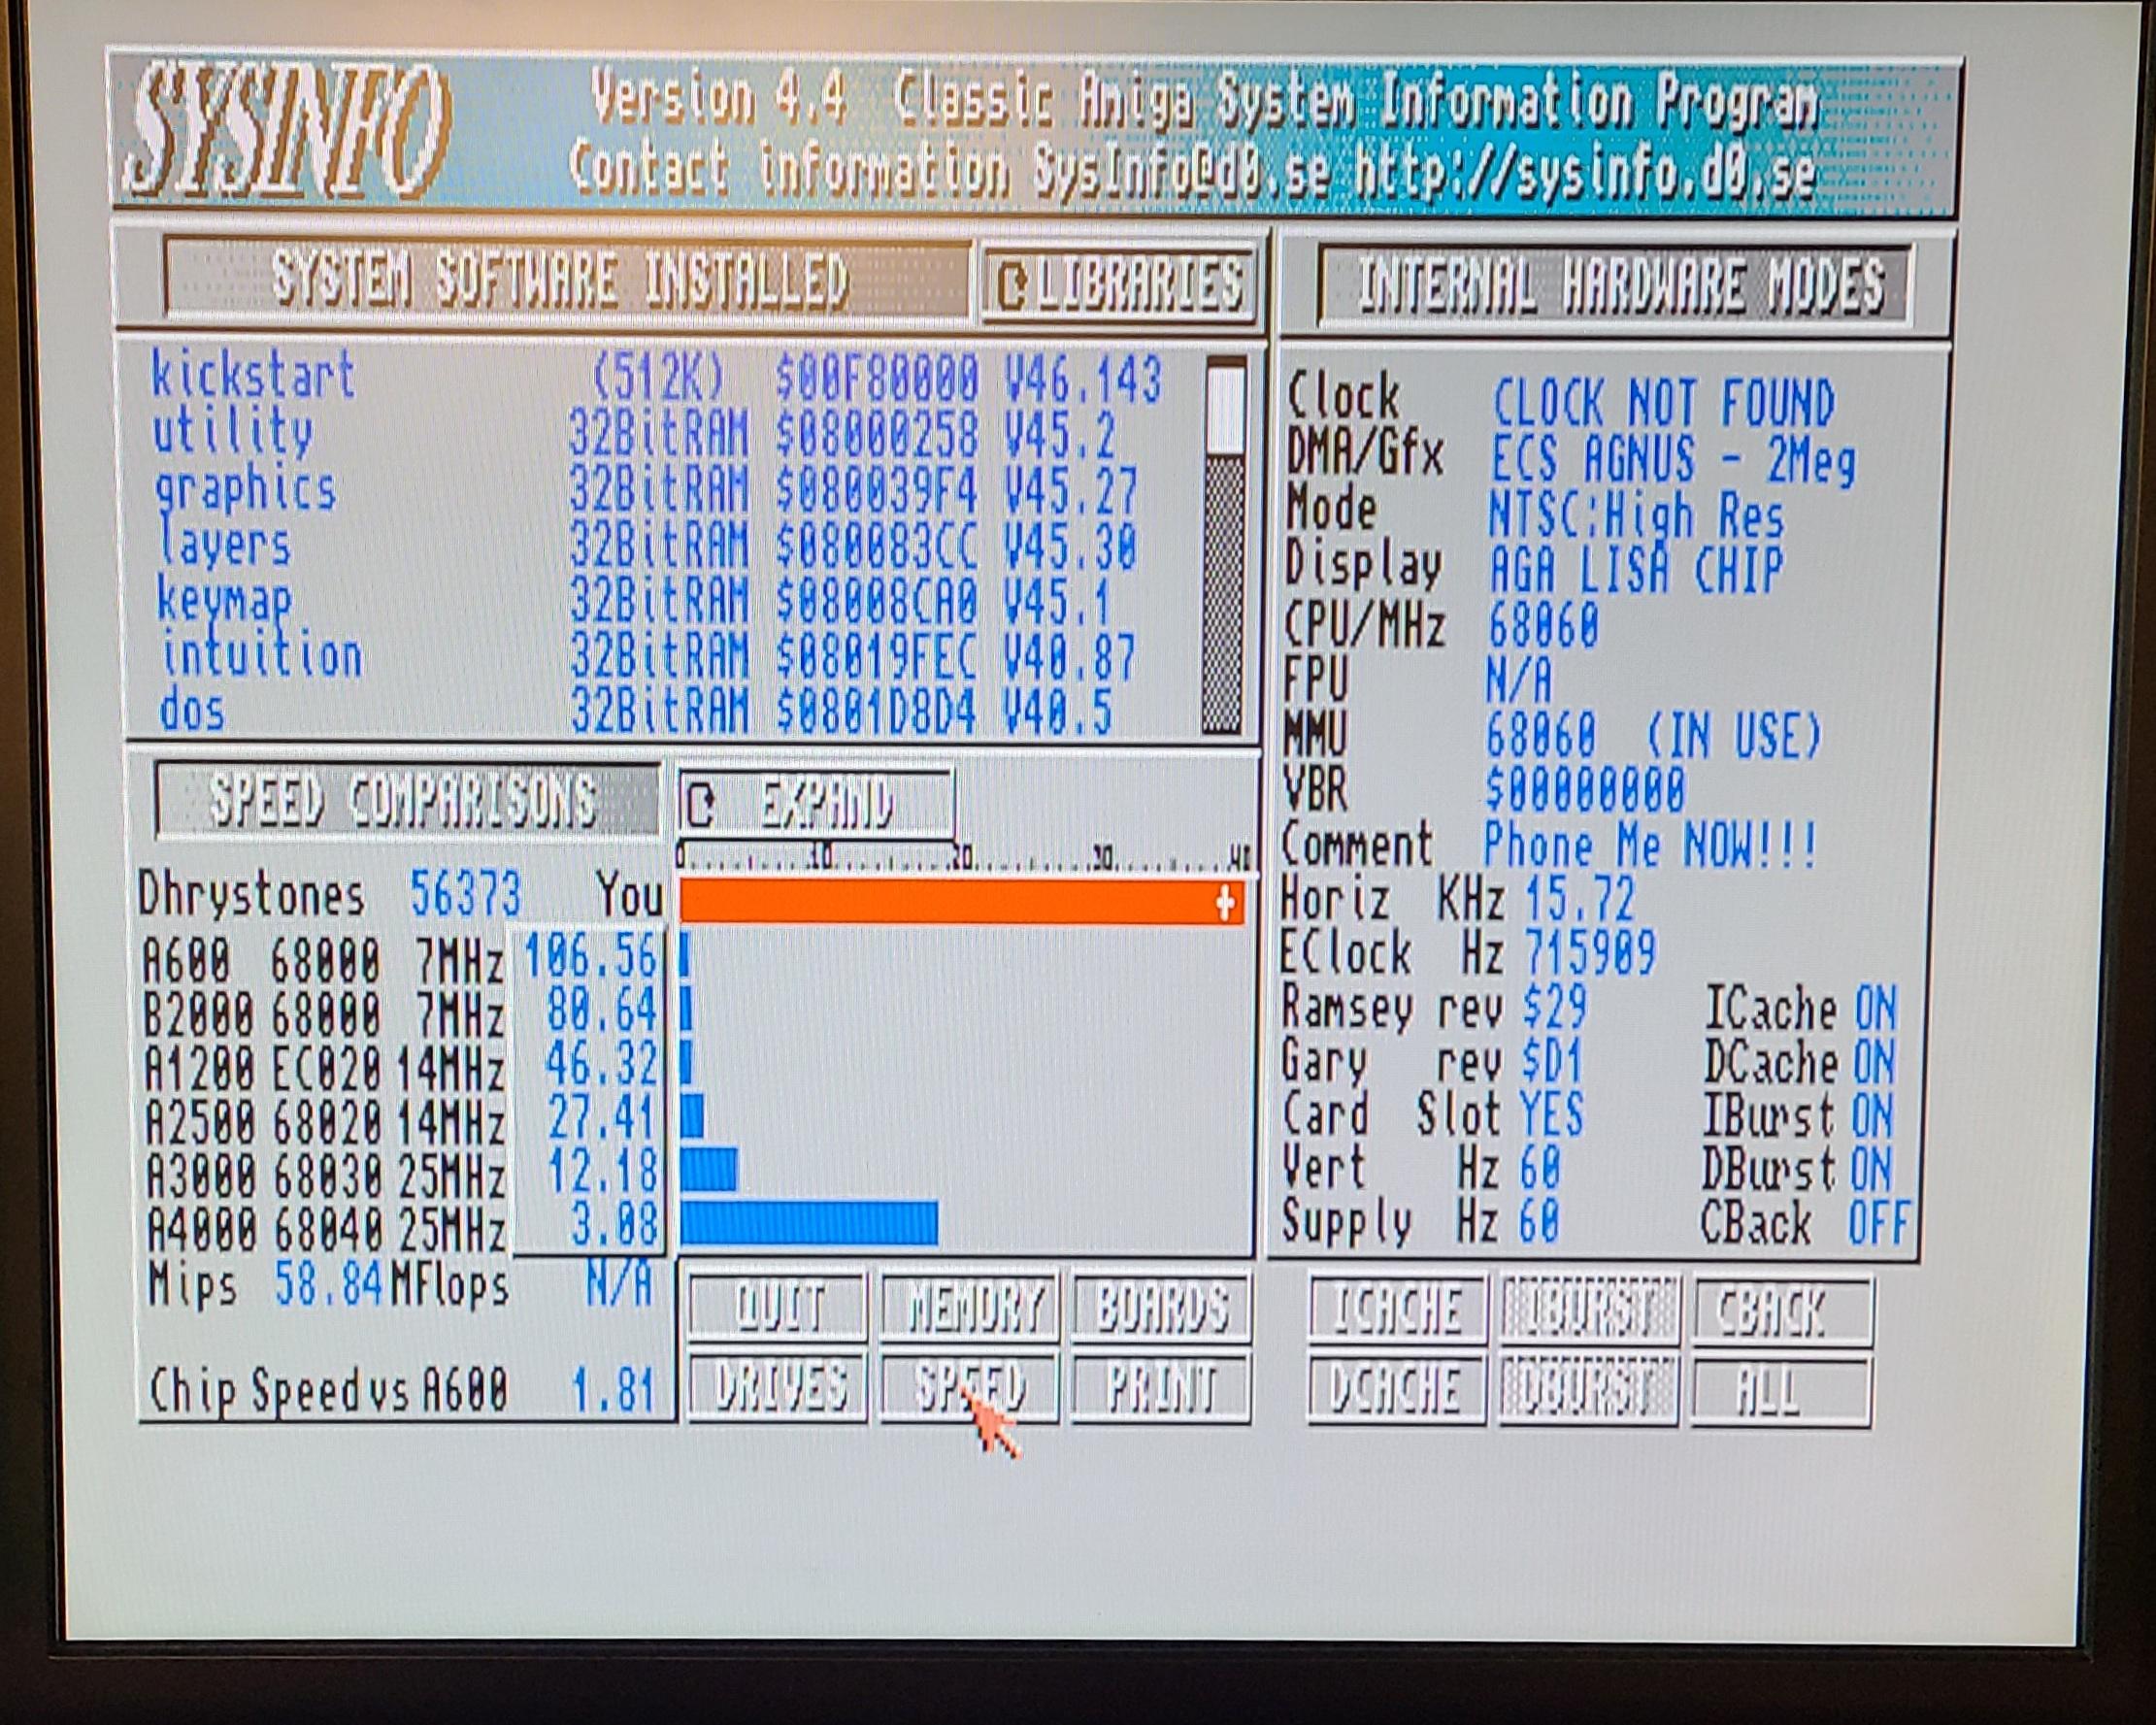 SYSINFO
Version 4.4 Classic Amiga System Information Program
Contact information SysInfo@d0.se http://sysinfo.d0.se
SYSTEM SOFTWARE INSTALLED LIBRARIES
kickstart (512K) $00F80000 V46.143
utility 32BitRAM $08000258 V45.2
graphics 32BitRAM $080039F4 V45.27
layers 32BitRAM $080083CC V45.30
keymap 32BitRAM $08008CA0 V45.1
intuition 32BitRAM $08019FEC V40.87
dos 32BitRAM $0801D8D4 V40.5
INTERNAL HARDWARE MODES
Clock CLOCK NOT FOUND
DMA/Gfx ECS AGNUS - 2Meg
Mode NTSC:High Res
Display AGA LISA CHIP
CPU/MHz 68060
FPU N/A
MMU 68060 (IN USE)
VBR $00000000
Comment Phone Me NOW!!!
Horiz KHz 15.72
EClock Hz 715909
Ramsey rev $29 ICache ON
Gary rev $D1 DCache ON
Card Slot YES IBurst ON
Vert Hz 60 DBurst ON
Supply Hz 60 CBack OFF
SPEED COMPARISONS EXPAND
0.........10.........20.........30.........40
Dhrystones 56373 You
A600 68000 7MHz 106.56
B2000 68000 7MHz 80.64
A1200 EC020 14MHz 46.32
A2500 68020 14MHz 27.41
A3000 68030 25MHz 12.18
A4000 68040 25MHz 3.08
Mips 58.84 MFlops N/A
Chip Speed vs A600 1.81
QUIT MEMORY BOARDS
DRIVES SPEED PRINT
ICACHE IBURST CBACK
DCACHE DBURST ALL